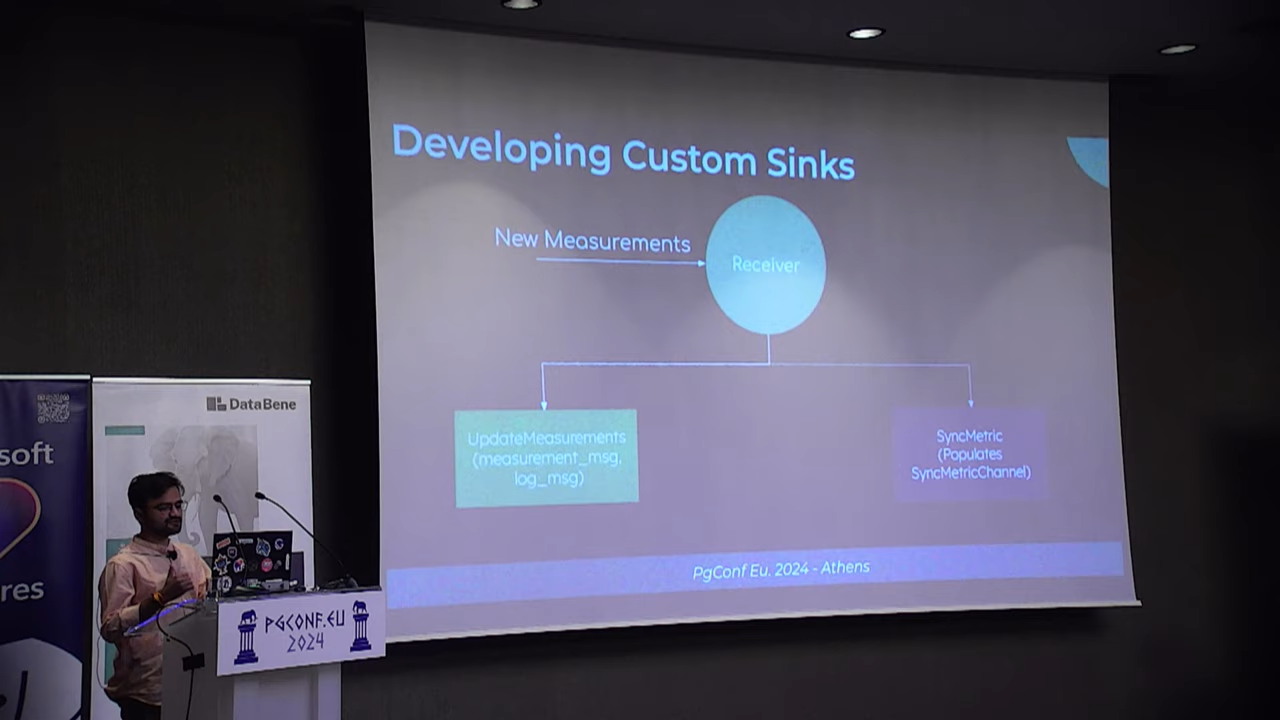 Developing Custom Sinks
New Measurements
Receiver
UpdateMeasurements
(measurement_msg,
log_msg)
SyncMetric
(Populates
SyncMetricChannel)
PgConf Eu. 2024 - Athens
DataBene
soft
res
PGCONF.EU
2024